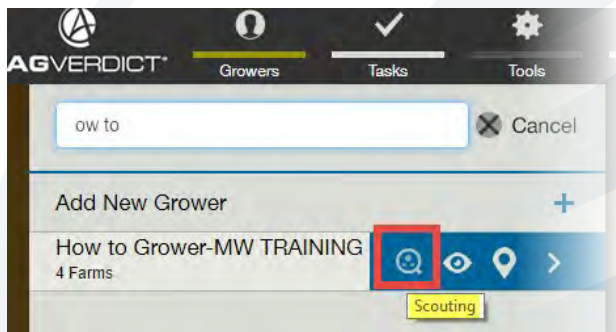 AGVERDICT
Growers Tasks Tools
ow to Cancel
Add New Grower +
How to Grower-MW TRAINING
4 Farms
Scouting